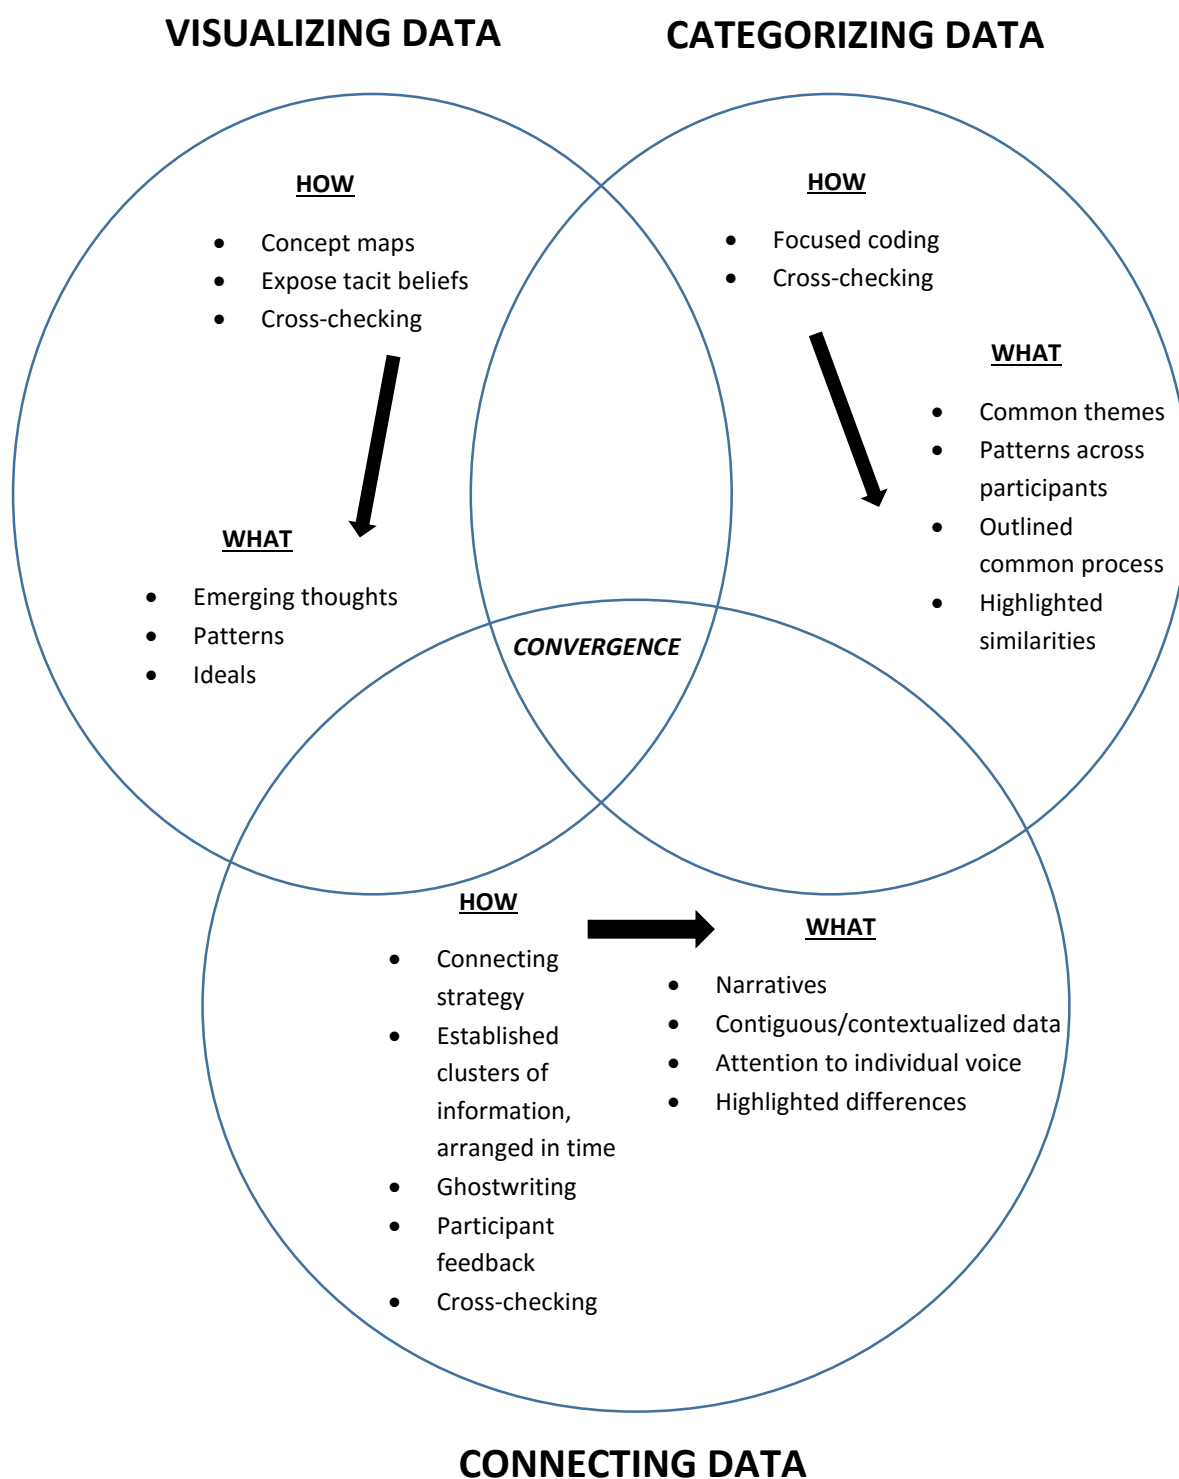 VISUALIZING DATA
CATEGORIZING DATA
HOW
• Concept maps
• Expose tacit beliefs
• Cross-checking
WHAT
• Emerging thoughts
• Patterns
• Ideals
HOW
• Focused coding
• Cross-checking
WHAT
• Common themes
• Patterns across
participants
• Outlined
common process
• Highlighted
similarities
CONVERGENCE
HOW
• Connecting
strategy
• Established
clusters of
information,
arranged in time
• Ghostwriting
• Participant
feedback
• Cross-checking
WHAT
• Narratives
• Contiguous/contextualized data
• Attention to individual voice
• Highlighted differences
CONNECTING DATA